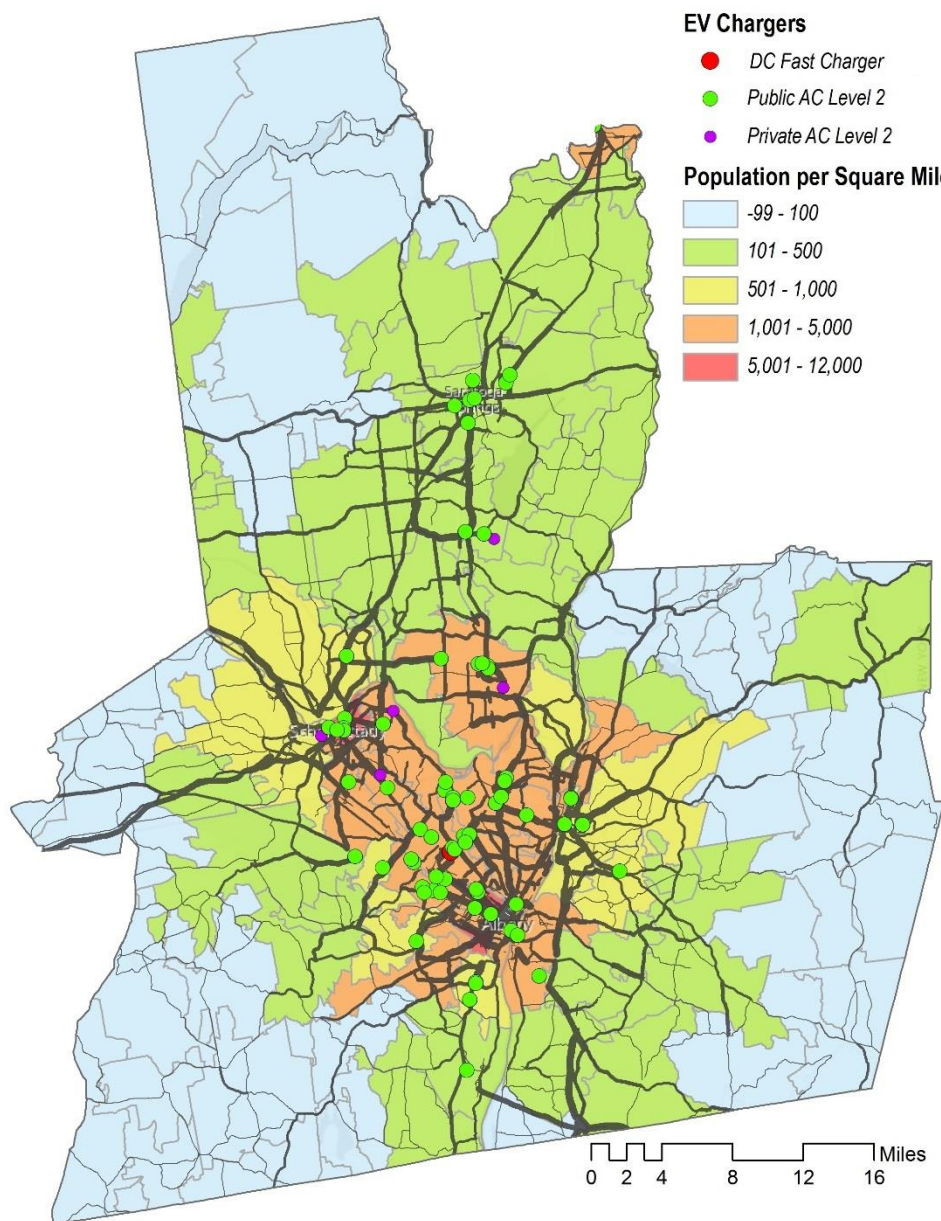 EV Chargers
DC Fast Charger
Public AC Level 2
Private AC Level 2
Population per Square Mil
-99 - 100
101 - 500
501 - 1,000
1,001 - 5,000
5,001 - 12,000
Albany
Miles
0 2 4 8 12 16